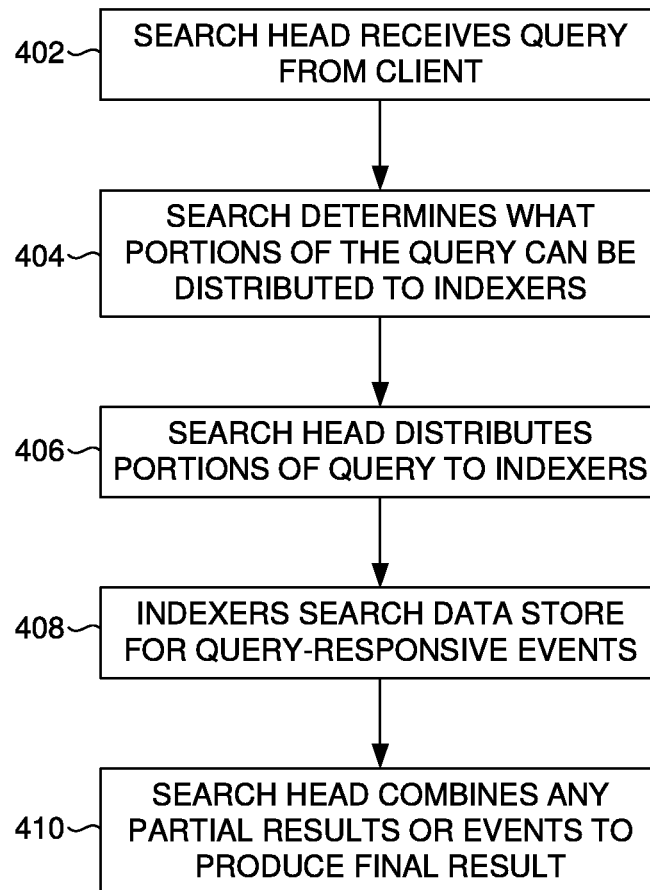 402
SEARCH HEAD RECEIVES QUERY
FROM CLIENT
404
SEARCH DETERMINES WHAT
PORTIONS OF THE QUERY CAN BE
DISTRIBUTED TO INDEXERS
406
SEARCH HEAD DISTRIBUTES
PORTIONS OF QUERY TO INDEXERS
408
INDEXERS SEARCH DATA STORE
FOR QUERY-RESPONSIVE EVENTS
410
SEARCH HEAD COMBINES ANY
PARTIAL RESULTS OR EVENTS TO
PRODUCE FINAL RESULT